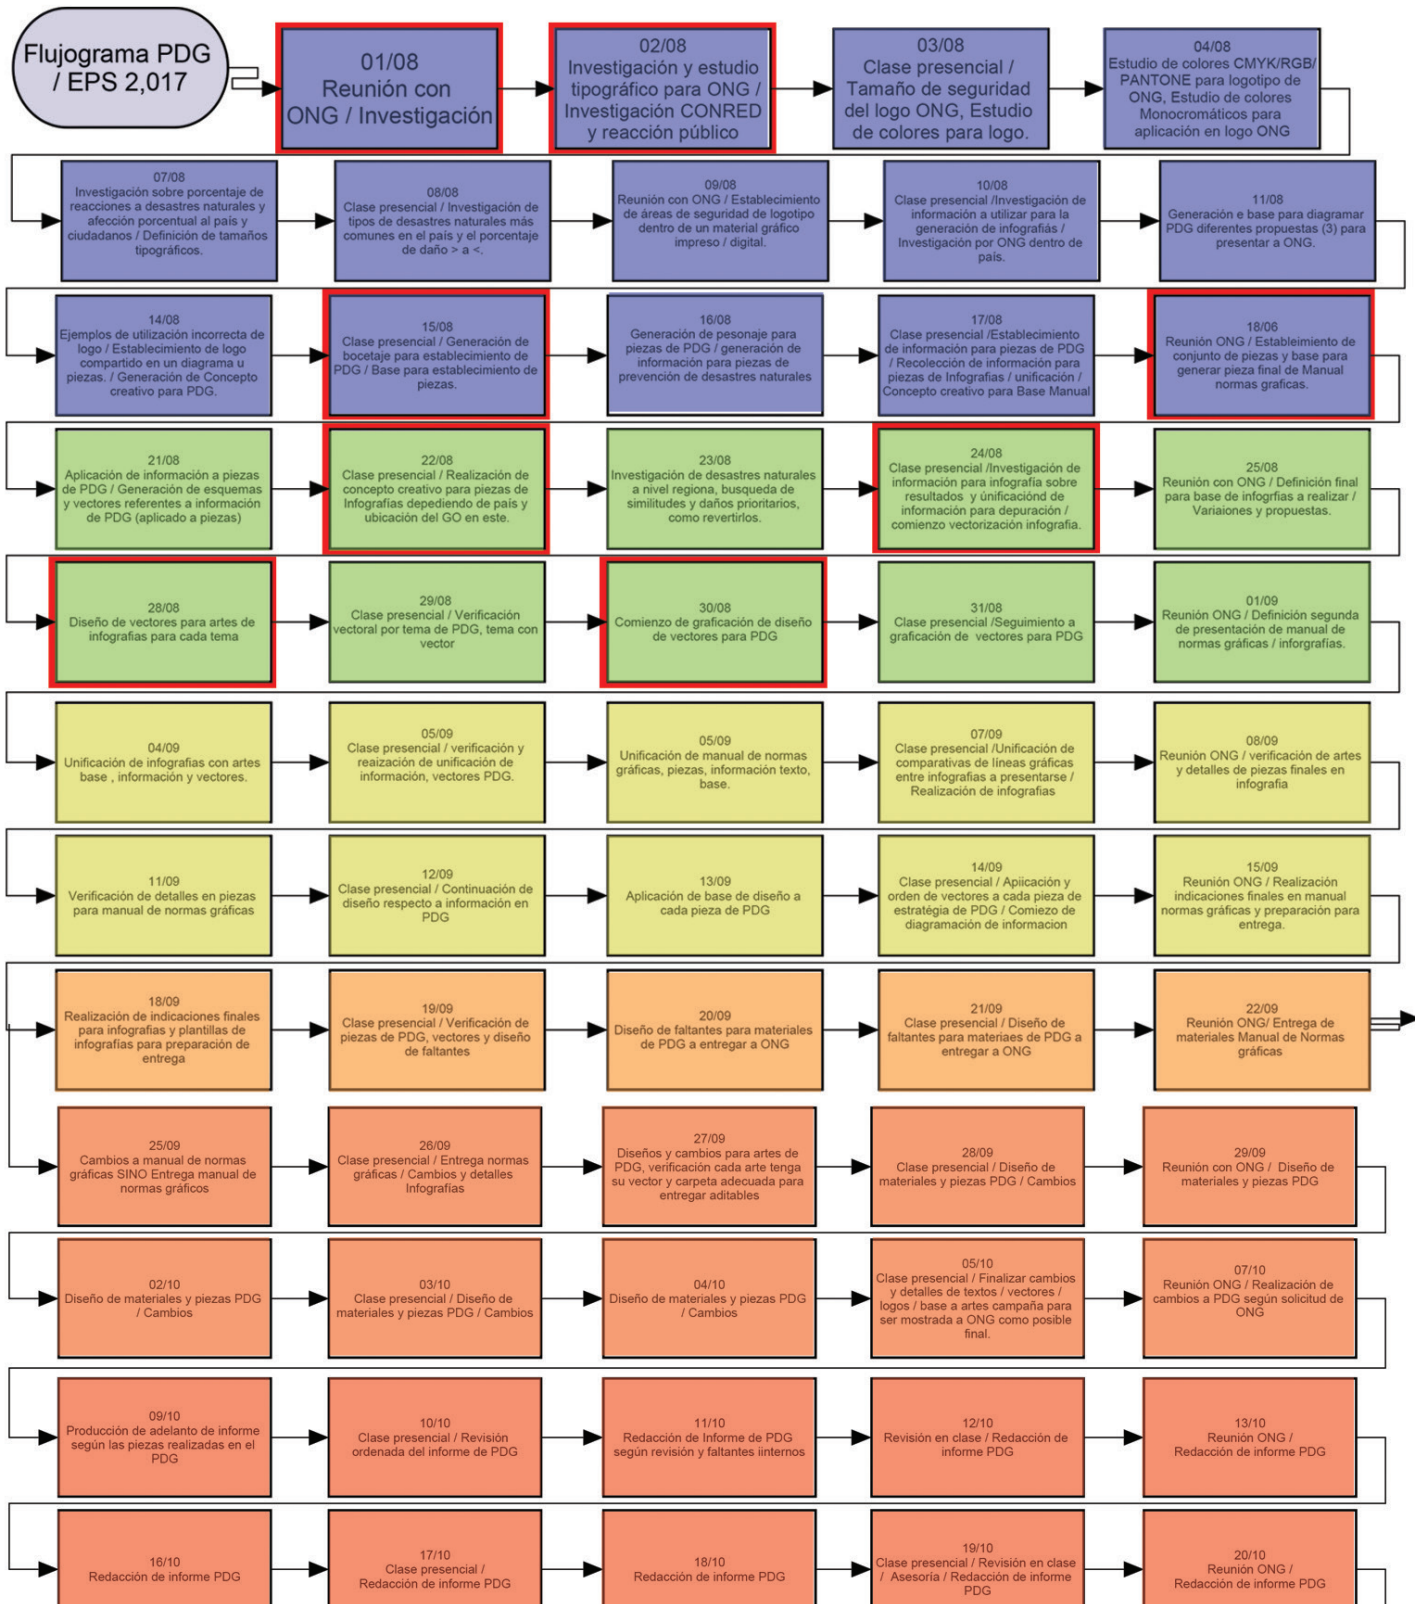 Flujograma PDG
/ EPS 2,017
01/08
Reunión con
ONG / Investigación
02/08
Investigación y estudio
tipográfico para ONG /
Investigación CONRED
y reacción público
03/08
Clase presencial /
Tamaño de seguridad
del logo ONG, Estudio
de colores para logo.
04/08
Estudio de colores CMYK/RGB/
PANTONE para logotipo de
ONG, Estudio de colores
Monocromáticos para
aplicación en logo ONG
07/08
Investigación sobre porcentaje de
reacciones a desastres naturales y
afección porcentual al país y
ciudadanos / Definición de tamaños
tipográficos.
08/08
Clase presencial / Investigación de
tipos de desastres naturales más
comunes en el país y el porcentaje
de daño > a <.
09/08
Reunión con ONG / Establecimiento
de áreas de seguridad de logotipo
dentro de un material gráfico
impreso / digital.
10/08
Clase presencial /Investigación de
información a utilizar para la
generación de infografiás /
Investigación por ONG dentro de
país.
11/08
Generación e base para diagramar
PDG diferentes propuestas (3) para
presentar a ONG.
14/08
Ejemplos de utilización incorrecta de
logo / Establecimiento de logo
compartido en un diagrama u
piezas. / Generación de Concepto
creativo para PDG.
15/08
Clase presencial / Generación de
bocetaje para establecimiento de
PDG / Base para establecimiento de
piezas.
16/08
Generación de pesonaje para
piezas de PDG / generación de
información para piezas de
prevención de desastres naturales
17/08
Clase presencial /Establecimiento
de información para piezas de PDG
/ Recolección de información para
piezas de Infografias / unificación /
Concepto creativo para Base Manual
18/06
Reunión ONG / Estableimiento de
conjunto de piezas y base para
generar pieza final de Manual
normas graficas.
21/08
Aplicación de información a piezas
de PDG / Generación de esquemas
y vectores referentes a información
de PDG (aplicado a piezas)
22/08
Clase presencial / Realización de
concepto creativo para piezas de
Infografías depediendo de país y
ubicación del GO en este.
23/08
Investigación de desastres naturales
a nivel regiona, busqueda de
similitudes y daños prioritarios,
como revertirlos.
24/08
Clase presencial /Investigación de
información para infografía sobre
resultados y únificaciónd de
información para depuración /
comienzo vectorización infografia.
25/08
Reunión con ONG / Definición final
para base de infogrfias a realizar /
Variaiones y propuestas.
28/08
Diseño de vectores para artes de
infografias para cada tema
29/08
Clase presencial / Verificación
vectoral por tema de PDG, tema con
vector
30/08
Comienzo de graficación de diseño
de vectores para PDG
31/08
Clase presencial /Seguimiento a
graficación de vectores para PDG
01/09
Reunión ONG / Definición segunda
de presentación de manual de
normas gráficas / inforgrafías.
04/09
Unificación de infografias con artes
base , información y vectores.
05/09
Clase presencial / verificación y
reaización de unificación de
información, vectores PDG.
05/09
Unificación de manual de normas
gráficas, piezas, información texto,
base.
07/09
Clase presencial /Unificación de
comparativas de líneas gráficas
entre infografias a presentarse /
Realización de infografias
08/09
Reunión ONG / verificación de artes
y detalles de piezas finales en
infografia
11/09
Verificación de detalles en piezas
para manual de normas gráficas
12/09
Clase presencial / Continuación de
diseño respecto a información en
PDG
13/09
Aplicación de base de diseño a
cada pieza de PDG
14/09
Clase presencial / Apiicación y
orden de vectores a cada pieza de
estratégia de PDG / Comiezo de
diagramación de informacion
15/09
Reunión ONG / Realización
indicaciones finales en manual
normas gráficas y preparación para
entrega.
18/09
Realización de indicaciones finales
para infografias y plantillas de
infografías para preparación de
entrega
19/09
Clase presencial / Verificación de
piezas de PDG, vectores y diseño
de faltantes
20/09
Diseño de faltantes para materiales
de PDG a entregar a ONG
21/09
Clase presencial / Diseño de
faltantes para materiaes de PDG a
entregar a ONG
22/09
Reunión ONG/ Entrega de
materiales Manual de Normas
gráficas
25/09
Cambios a manual de normas
gráficas SINO Entrega manual de
normas gráficos
26/09
Clase presencial / Entrega normas
gráficas / Cambios y detalles
Infografías
27/09
Diseños y cambios para artes de
PDG, verificación cada arte tenga
su vector y carpeta adecuada para
entregar aditables
28/09
Clase presencial / Diseño de
materiales y piezas PDG / Cambios
29/09
Reunión con ONG / Diseño de
materiales y piezas PDG
02/10
Diseño de materiales y piezas PDG
/ Cambios
03/10
Clase presencial / Diseño de
materiales y piezas PDG / Cambios
04/10
Diseño de materiales y piezas PDG
/ Cambios
05/10
Clase presencial / Finalizar cambios
y detalles de textos / vectores /
logos / base a artes campaña para
ser mostrada a ONG como posible
final.
07/10
Reunión ONG / Realización de
cambios a PDG según solicitud de
ONG
09/10
Producción de adelanto de informe
según las piezas realizadas en el
PDG
10/10
Clase presencial / Revisión
ordenada del informe de PDG
11/10
Redacción de Informe de PDG
según revisión y faltantes iinternos
12/10
Revisión en clase / Redacción de
informe PDG
13/10
Reunión ONG /
Redacción de informe PDG
16/10
Redacción de informe PDG
17/10
Clase presencial /
Redacción de informe PDG
18/10
Redacción de informe PDG
19/10
Clase presencial / Revisión en clase
/ Asesoría / Redacción de informe
PDG
20/10
Reunión ONG /
Redacción de informe PDG